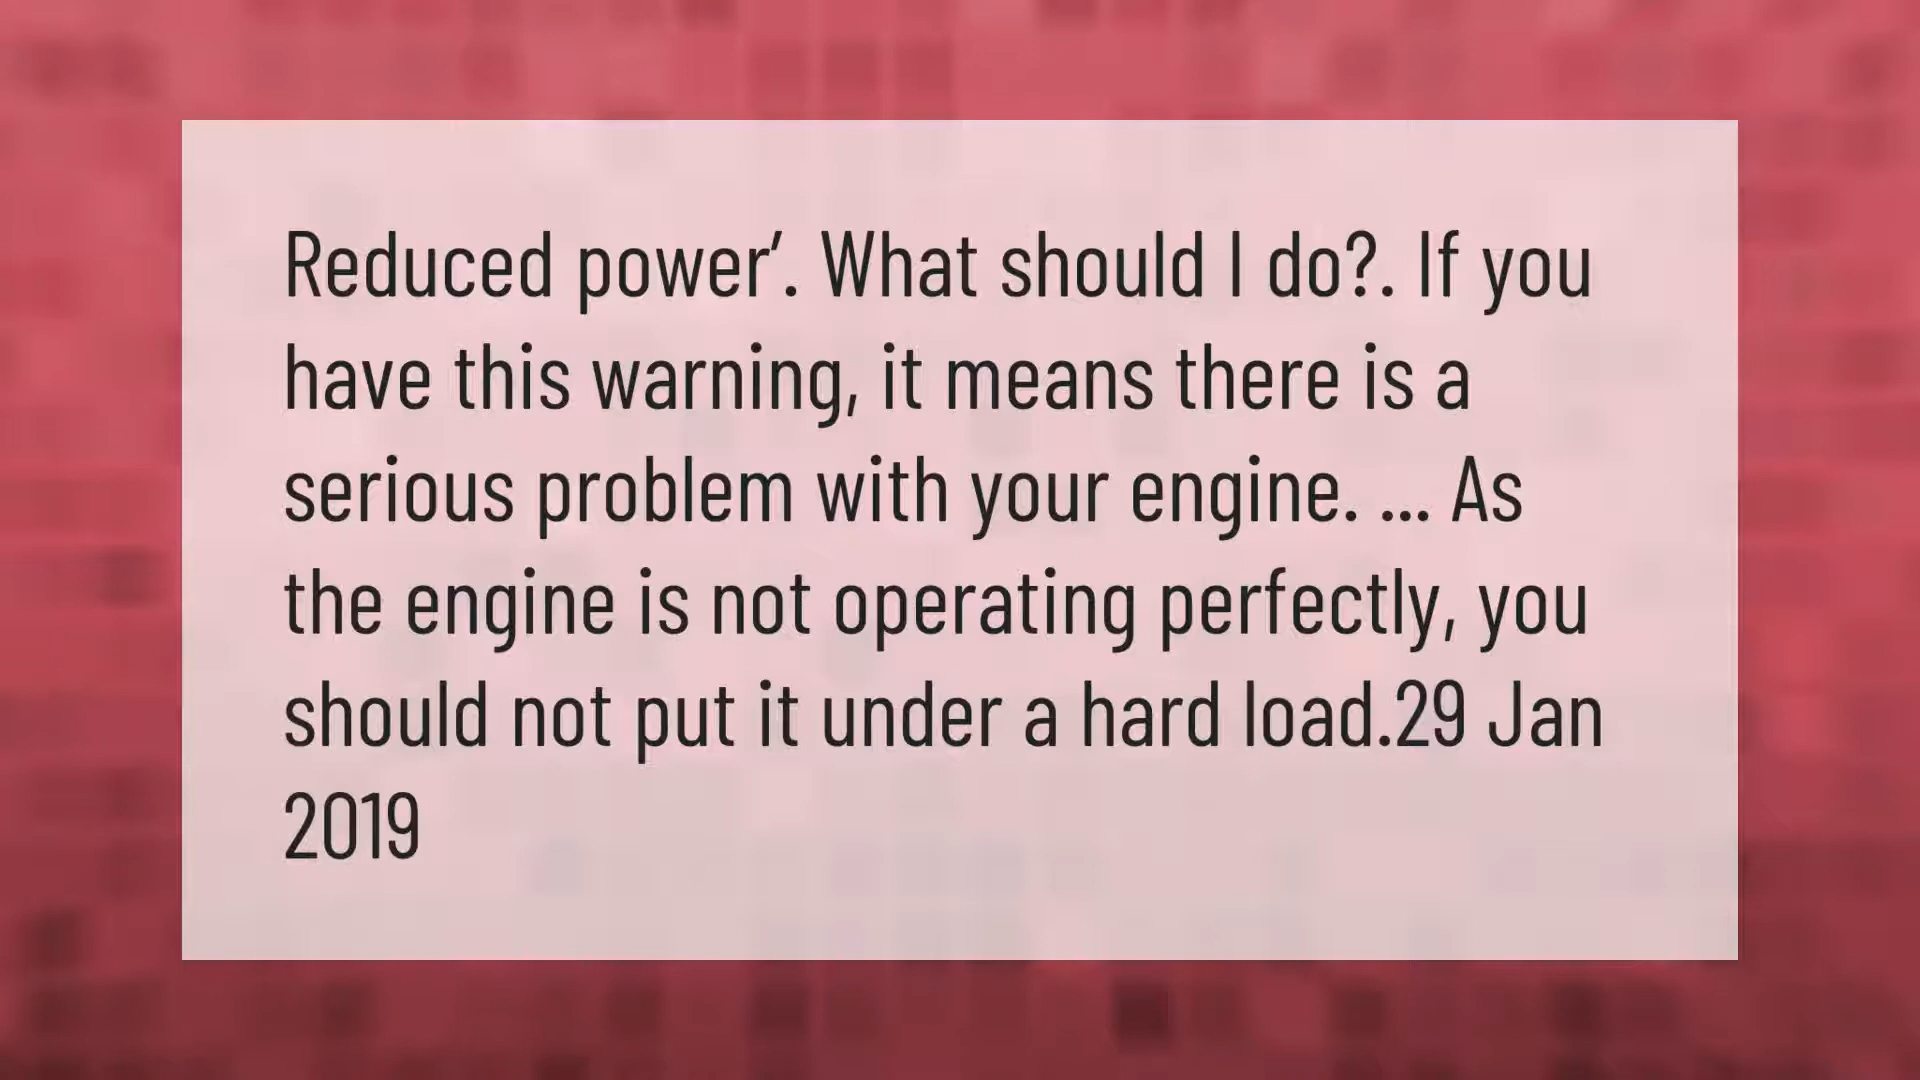 Reduced power’. What should I do?. If you
have this warning, it means there is a
serious problem with your engine. ... As
the engine is not operating perfectly, you
should not put it under a hard load.29 Jan
2019